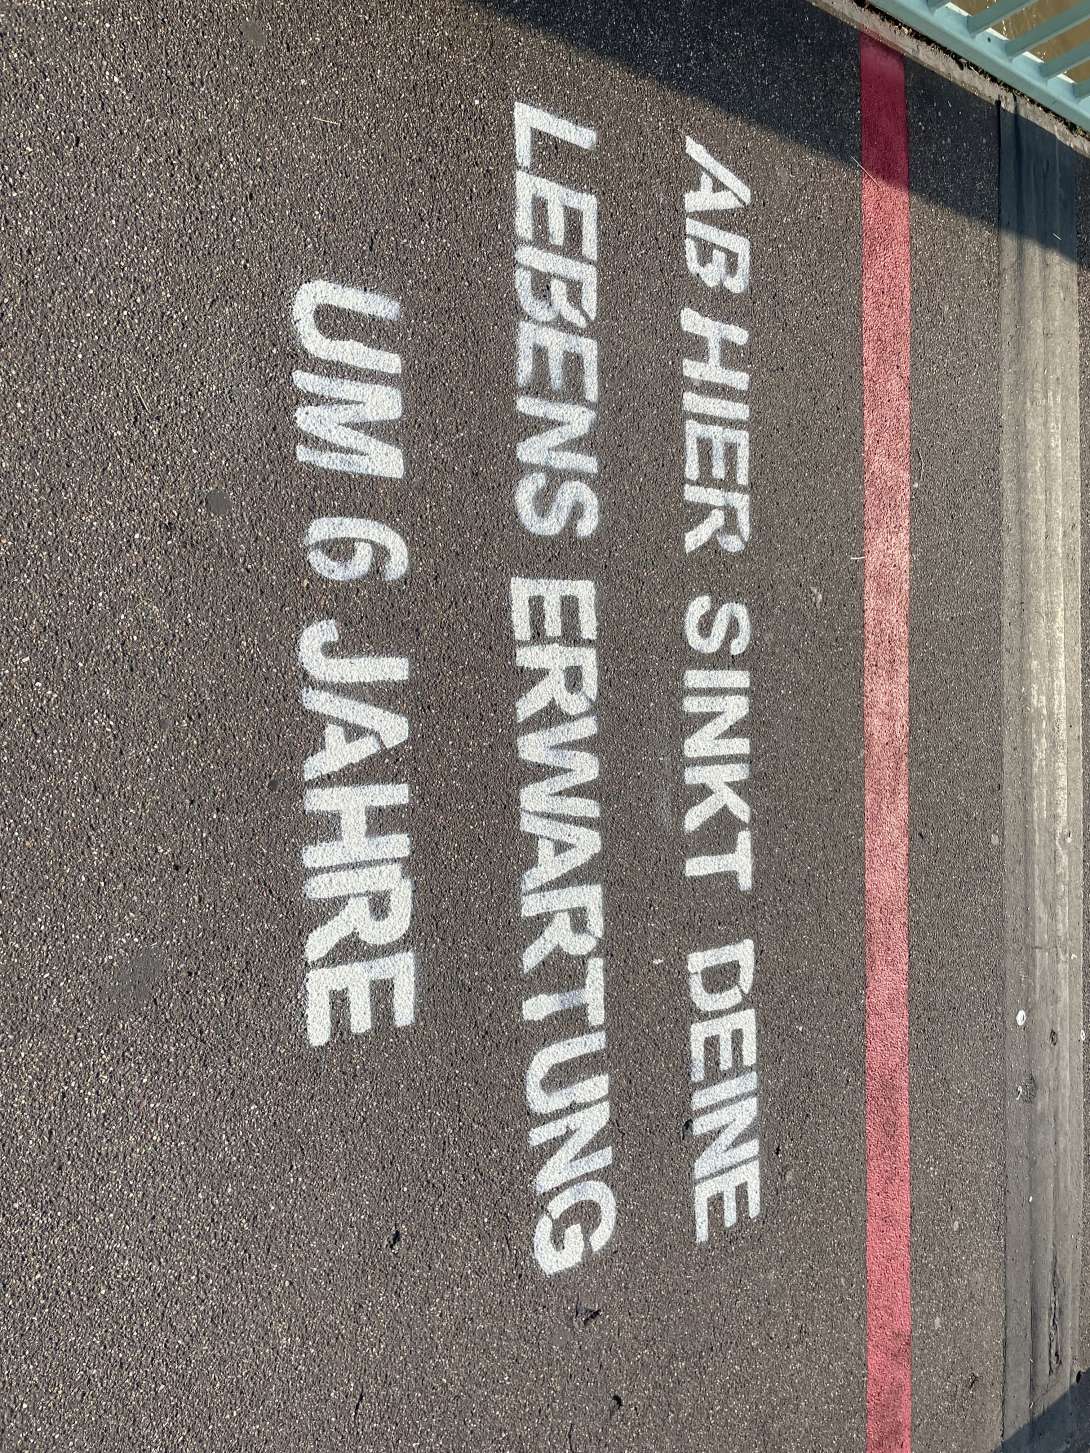 AB HIER SINKT DEINE
LEBENS ERWARTUNG
UM 6 JAHRE